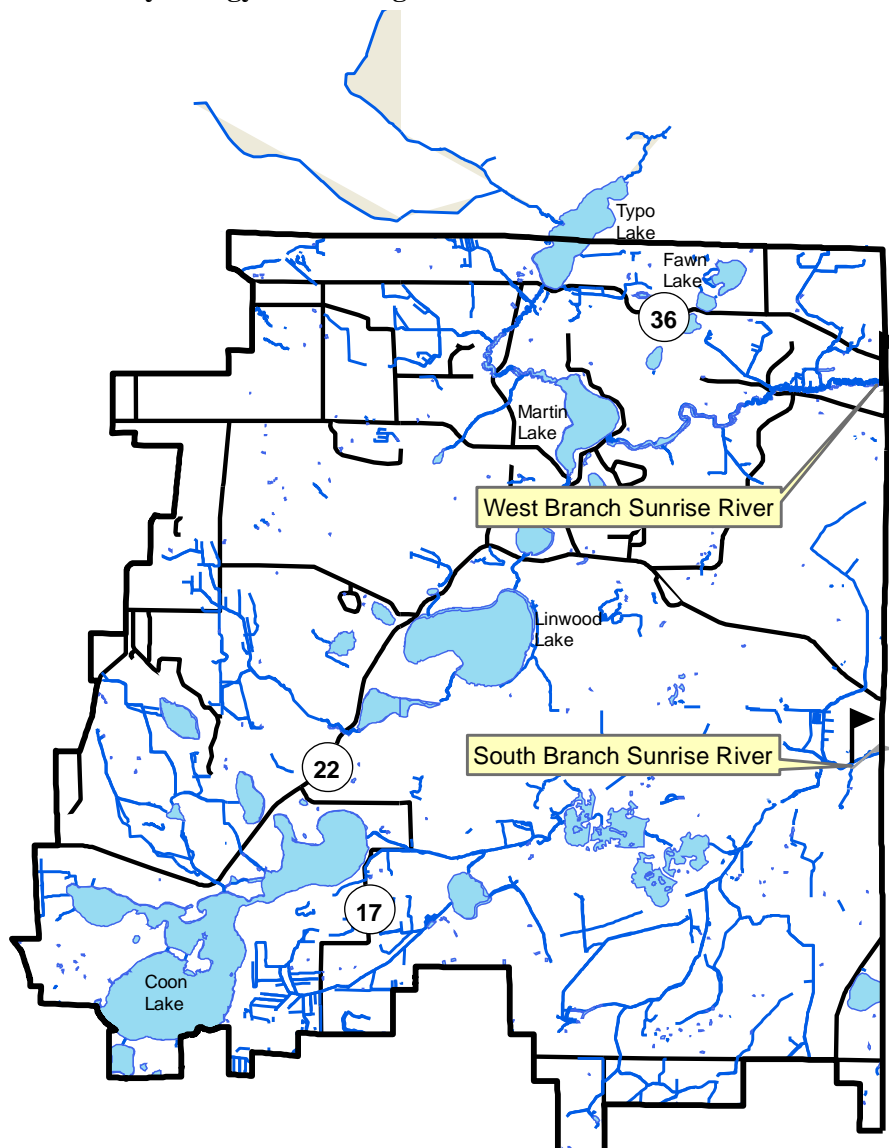 Typo
Lake
Fawn
Lake
36
Martin
Lake
West Branch Sunrise River
Linwood
Lake
South Branch Sunrise River
22
17
Coon
Lake